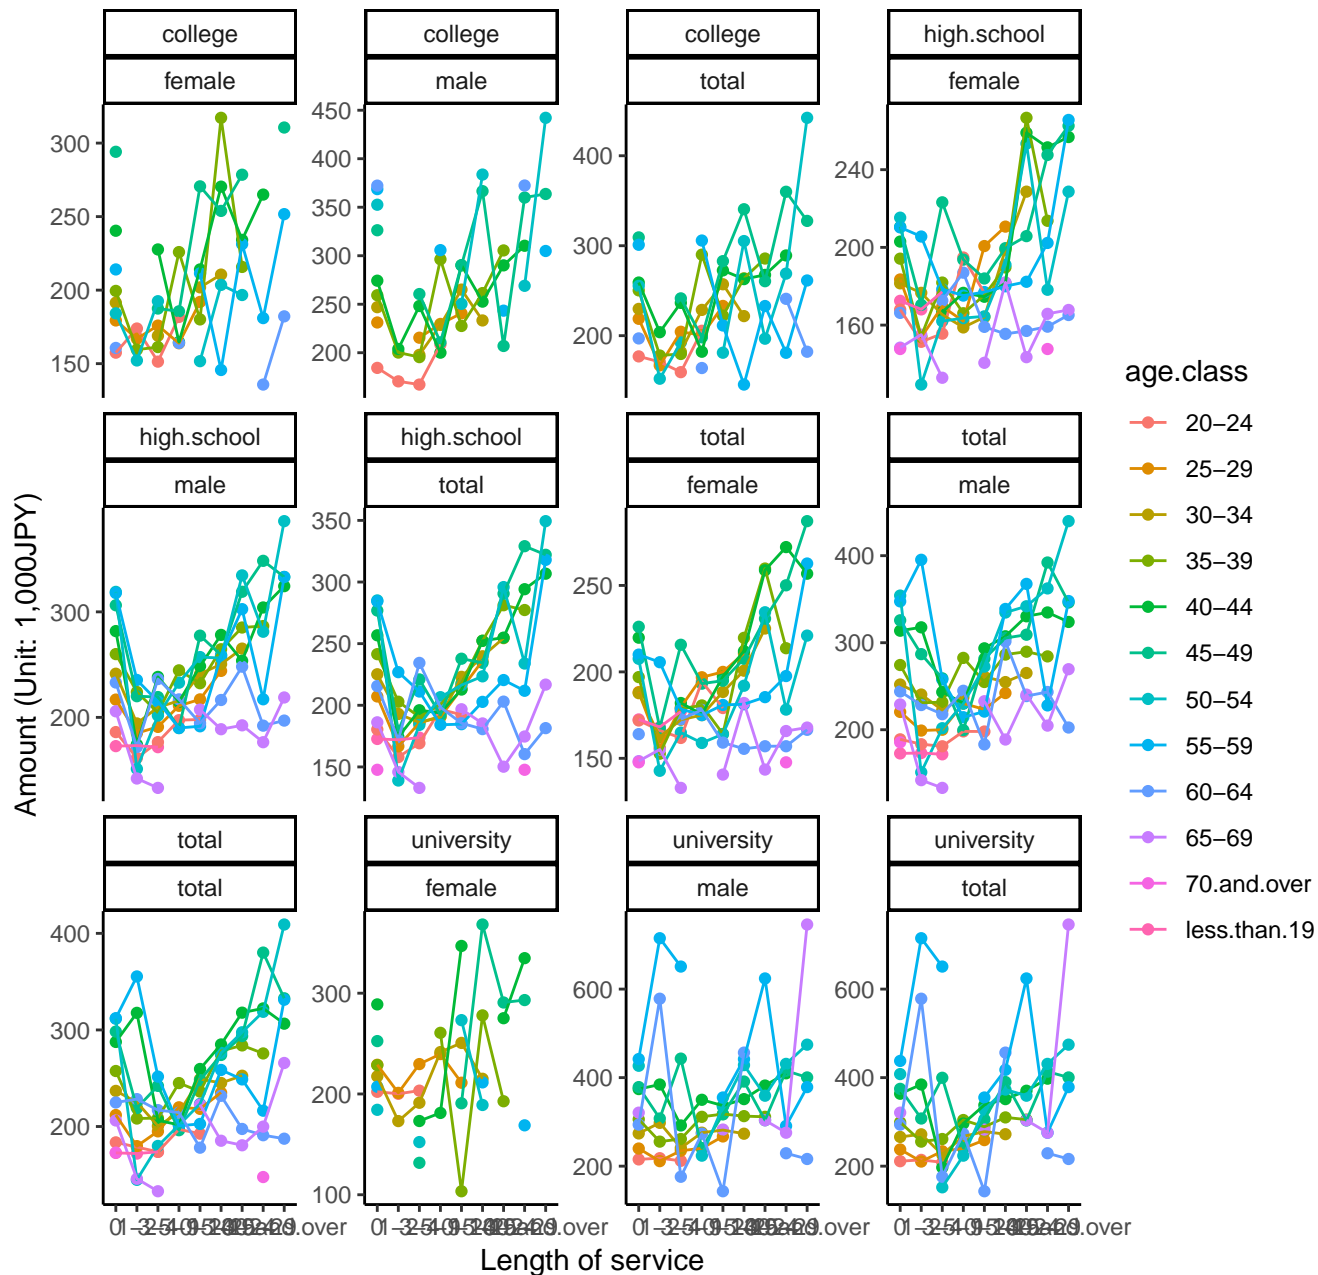 college
college
college
high.school
female
male
total
female
300
250
200
150
450
400
350
300
250
200
400
300
200
240
200
160
high.school
high.school
total
total
male
total
female
male
300
200
350
300
250
200
150
250
200
150
400
300
200
total
university
university
university
total
female
male
total
400
300
200
300
200
100
600
400
200
600
400
200
Amount (Unit: 1,000JPY)
Length of service
age.class
20−24
25−29
30−34
35−39
40−44
45−49
50−54
55−59
60−64
65−69
70.and.over
less.than.19